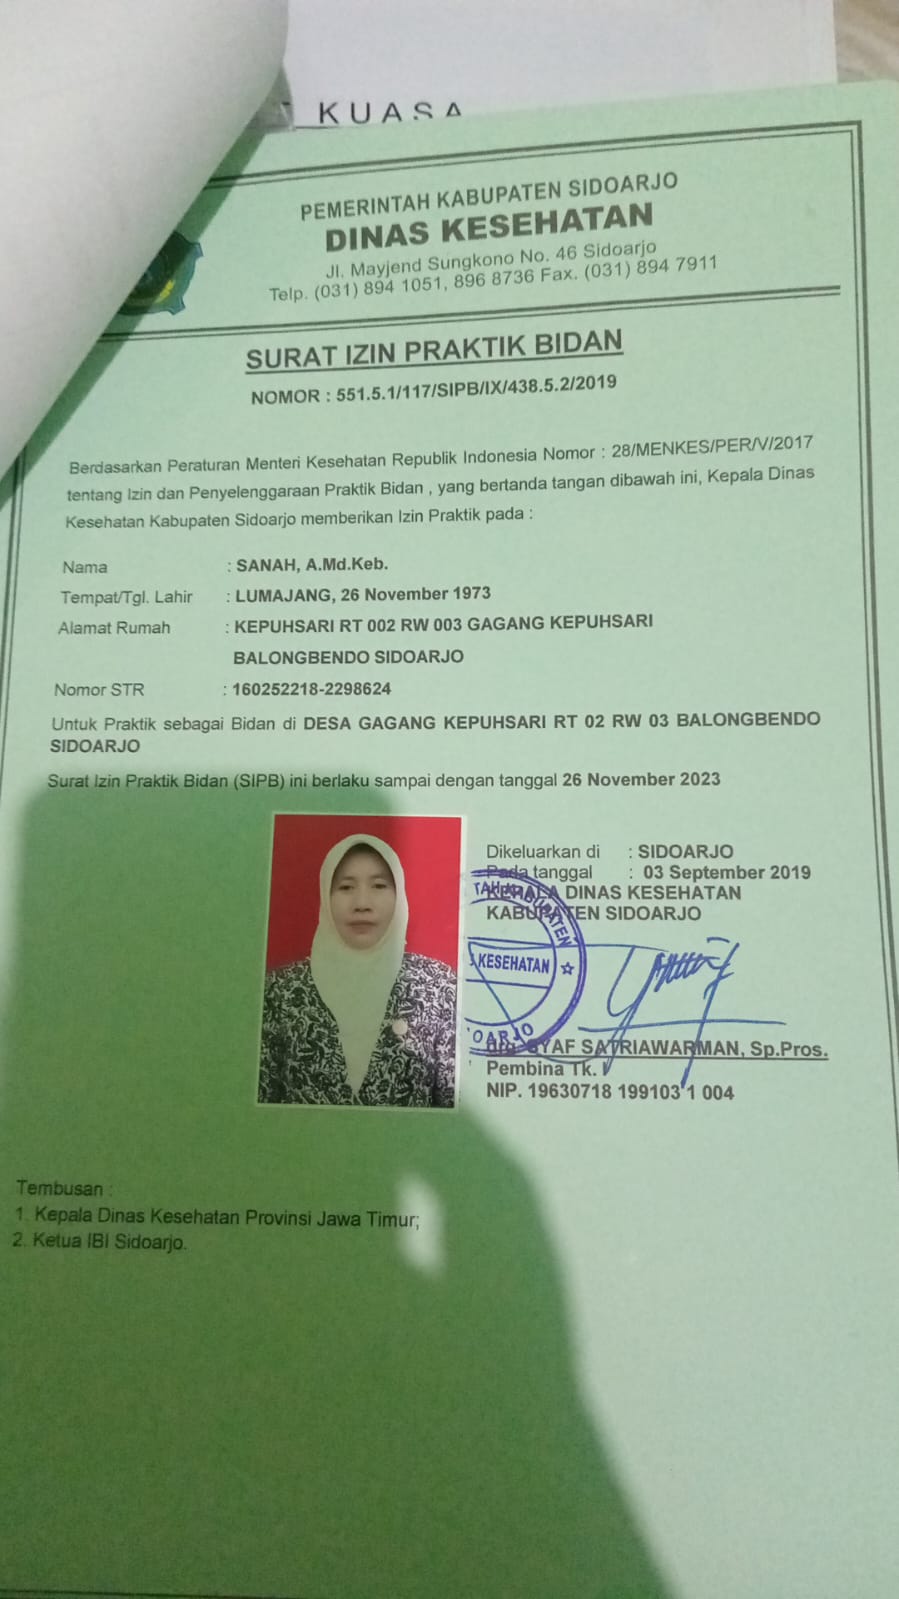 KUASA
PEMERINTAH KABUPATEN SIDOARJO
DINAS KESEHATAN
Jl. Mayjend Sungkono No. 46 Sidoarjo
Telp. (031) 894 1051, 896 8736 Fax. (031) 894 7911
SURAT IZIN PRAKTIK BIDAN
NOMOR : 551.5.1/117/SIPB/IX/438.5.2/2019
Berdasarkan Peraturan Menteri Kesehatan Republik Indonesia Nomor : 28/MENKES/PER/V/2017
tentang Izin dan Penyelenggaraan Praktik Bidan , yang bertanda tangan dibawah ini, Kepala Dinas
Kesehatan Kabupaten Sidoarjo memberikan Izin Praktik pada :
Nama : SANAH, A.Md.Keb.
Tempat/Tgl. Lahir : LUMAJANG, 26 November 1973
Alamat Rumah : KEPUHSARI RT 002 RW 003 GAGANG KEPUHSARI
BALONGBENDO SIDOARJO
Nomor STR : 160252218-2298624
Untuk Praktik sebagai Bidan di DESA GAGANG KEPUHSARI RT 02 RW 03 BALONGBENDO
SIDOARJO
Surat Izin Praktik Bidan (SIPB) ini berlaku sampai dengan tanggal 26 November 2023
Dikeluarkan di : SIDOARJO
Pada tanggal : 03 September 2019
KEPALA DINAS KESEHATAN
KABUPATEN SIDOARJO
KESEHATAN
drg. SYAF SATRIAWARMAN, Sp.Pros.
Pembina Tk. I
NIP. 19630718 199103 1 004
Tembusan :
1. Kepala Dinas Kesehatan Provinsi Jawa Timur;
2. Ketua IBI Sidoarjo.